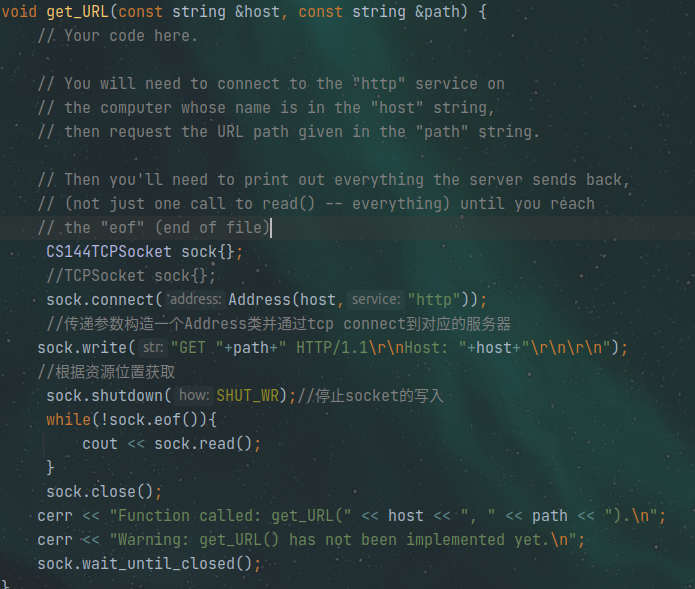 void get_URL(const string &host, const string &path) {
// Your code here.
// You will need to connect to the "http" service on
// the computer whose name is in the "host" string,
// then request the URL path given in the "path" string.
// Then you'll need to print out everything the server sends back,
// (not just one call to read() -- everything) until you reach
// the "eof" (end of file)
CS144TCPSocket sock{};
//TCPSocket sock{};
sock.connect( address: Address(host, service: "http"));
//传递参数构造一个Address类并通过tcp connect到对应的服务器
sock.write( str: "GET "+path+" HTTP/1.1\r\nHost: "+host+"\r\n\r\n");
//根据资源位置获取
sock.shutdown( how: SHUT_WR);//停止socket的写入
while(!sock.eof()){
cout << sock.read();
}
sock.close();
cerr << "Function called: get_URL(" << host << ", " << path << ").\n";
cerr << "Warning: get_URL() has not been implemented yet.\n";
sock.wait_until_closed();
}